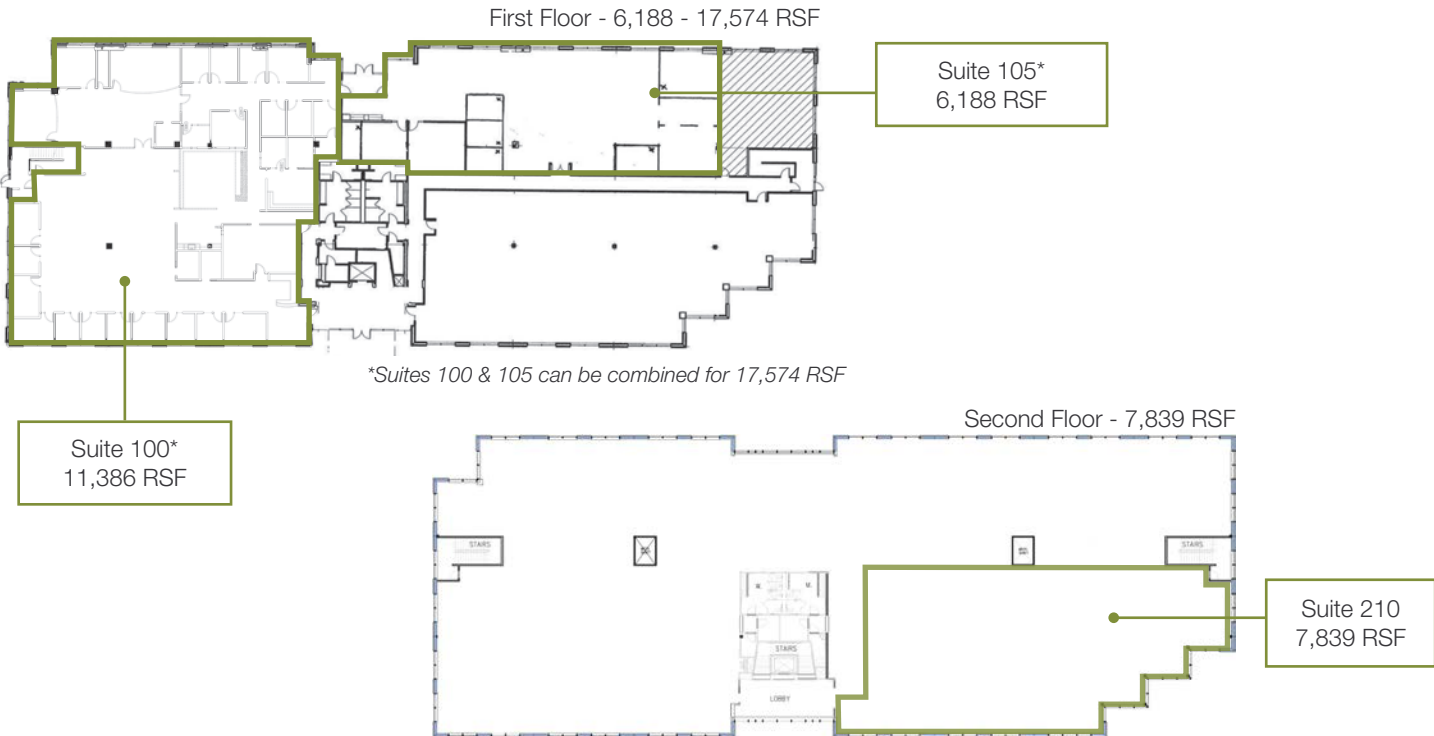 First Floor - 6,188 - 17,574 RSF
Suite 105*
6,188 RSF
*Suites 100 & 105 can be combined for 17,574 RSF
Suite 100*
11,386 RSF
Second Floor - 7,839 RSF
STAIRS
STAIRS
W.
M.
STAIRS
LOBBY
Suite 210
7,839 RSF